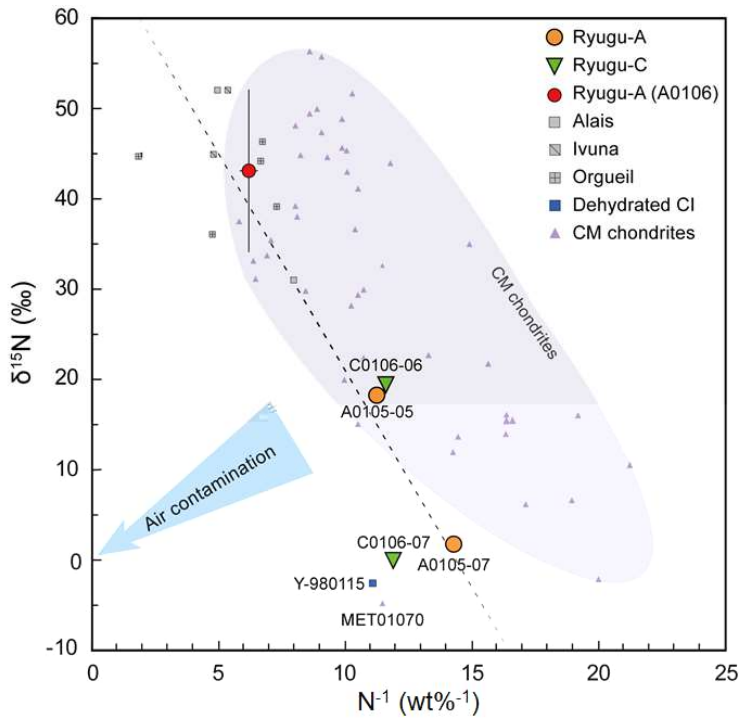 60
50
40
30
20
10
0
-10
δ¹⁵N (‰)
0
5
10
15
20
25
N⁻¹ (wt%⁻¹)
Ryugu-A
Ryugu-C
Ryugu-A (A0106)
Alais
Ivuna
Orgueil
Dehydrated CI
CM chondrites
CM chondrites
C0106-06
A0105-05
Air contamination
C0106-07
A0105-07
Y-980115
MET01070